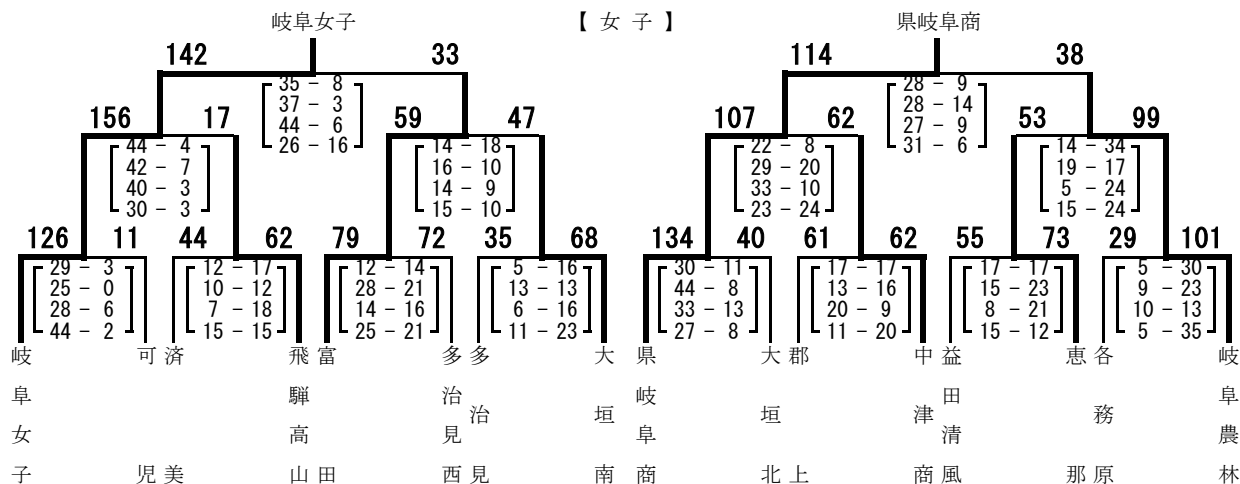 岐阜女子 【 女 子 】 県岐阜商
142 33 114 38
35 - 8 28 - 9
37 - 3 28 - 14
44 - 6 27 - 9
26 - 16 31 - 6
156 17 59 47 107 62 53 99
44 - 4 14 - 18 22 - 8 14 - 34
42 - 7 16 - 10 29 - 20 19 - 17
40 - 3 14 - 9 33 - 10 5 - 24
30 - 3 15 - 10 23 - 24 15 - 24
126 11 44 62 79 72 35 68 134 40 61 62 55 73 29 101
29 - 3 12 - 17 12 - 14 5 - 16 30 - 11 17 - 17 17 - 17 5 - 30
25 - 0 10 - 12 28 - 21 13 - 13 44 - 8 13 - 16 15 - 23 9 - 23
28 - 6 7 - 18 14 - 16 6 - 16 33 - 13 20 - 9 8 - 21 10 - 13
44 - 2 15 - 15 25 - 21 11 - 23 27 - 8 11 - 20 15 - 12 5 - 35
岐阜女子
可児
済美
飛騨高山
富田
多治見西
多治見
大垣南
県岐阜商
大垣北
郡上
中津商
益田清風
恵那
各務原
岐阜農林